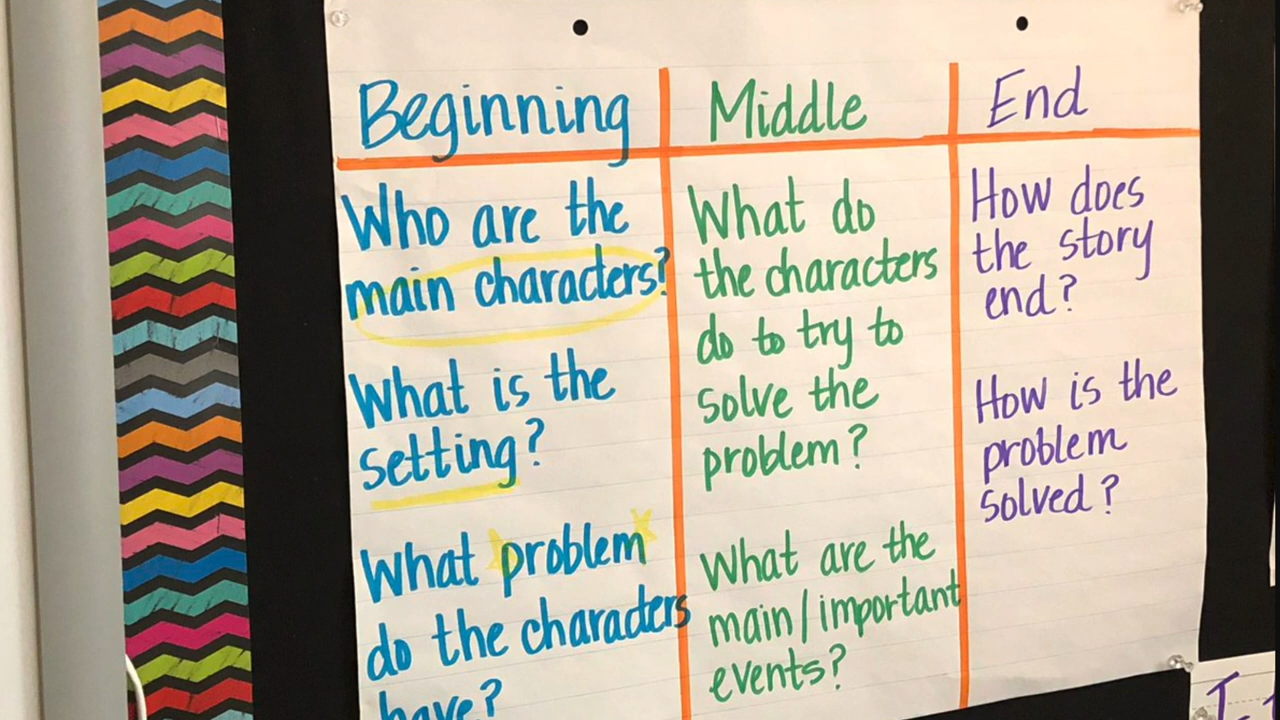 Beginning
Who are the
main characters?
What is the
setting?
What problem
do the characters
have?
Middle
What do
the characters
do to try to
solve the
problem?
What are the
main/important
events?
End
How does
the story
end?
How is the
problem
solved?